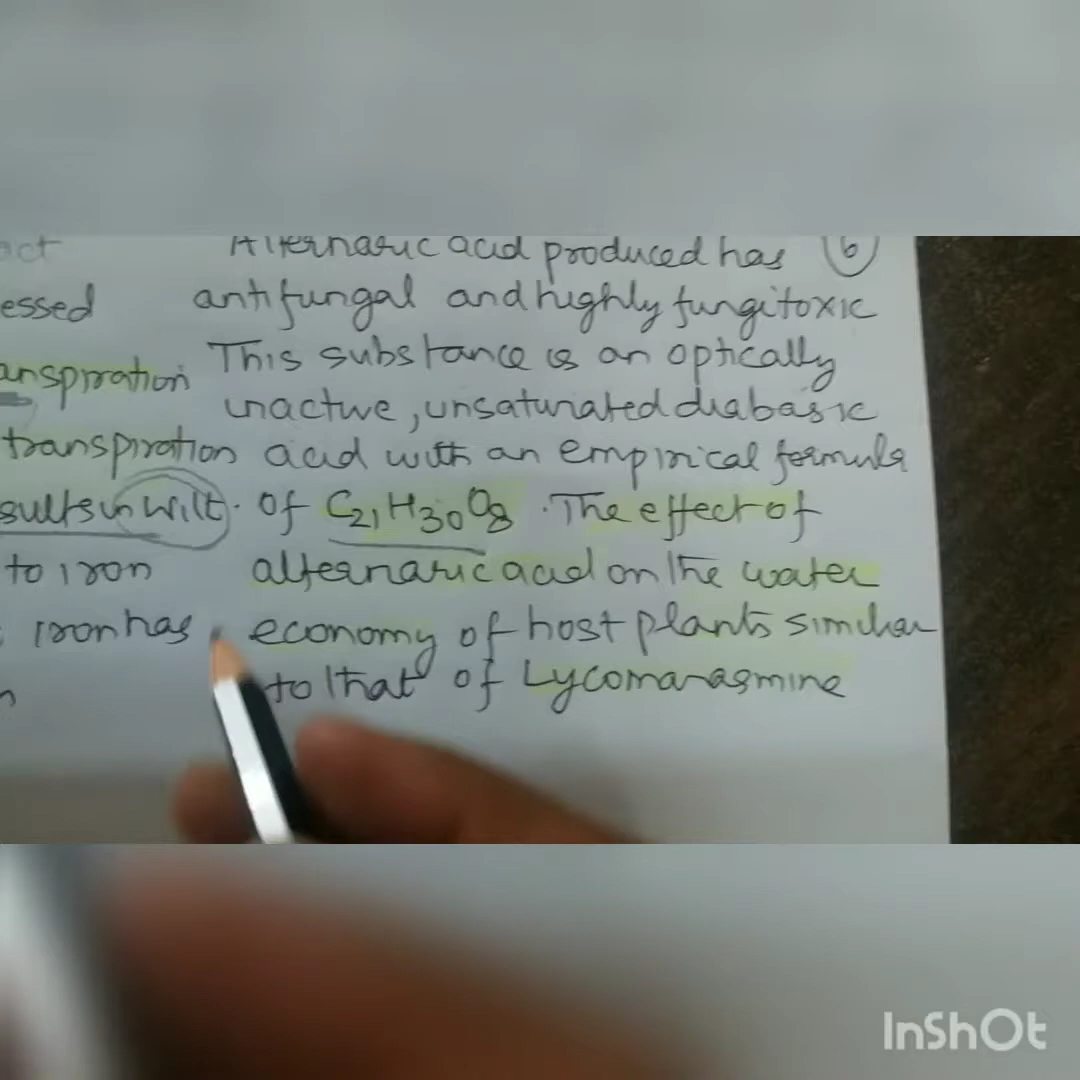 act
essed
anspiration
transpiration
sults in wilt.
to iron
iron has
Alternaric acid produced has 6
antifungal and highly fungitoxic
This substance is an optically
inactive, unsaturated diabasic
acid with an empirical formula
of C21H30O8. The effect of
alternaric acid on the water
economy of host plants similar
to that of Lycomarasmine
InShOt